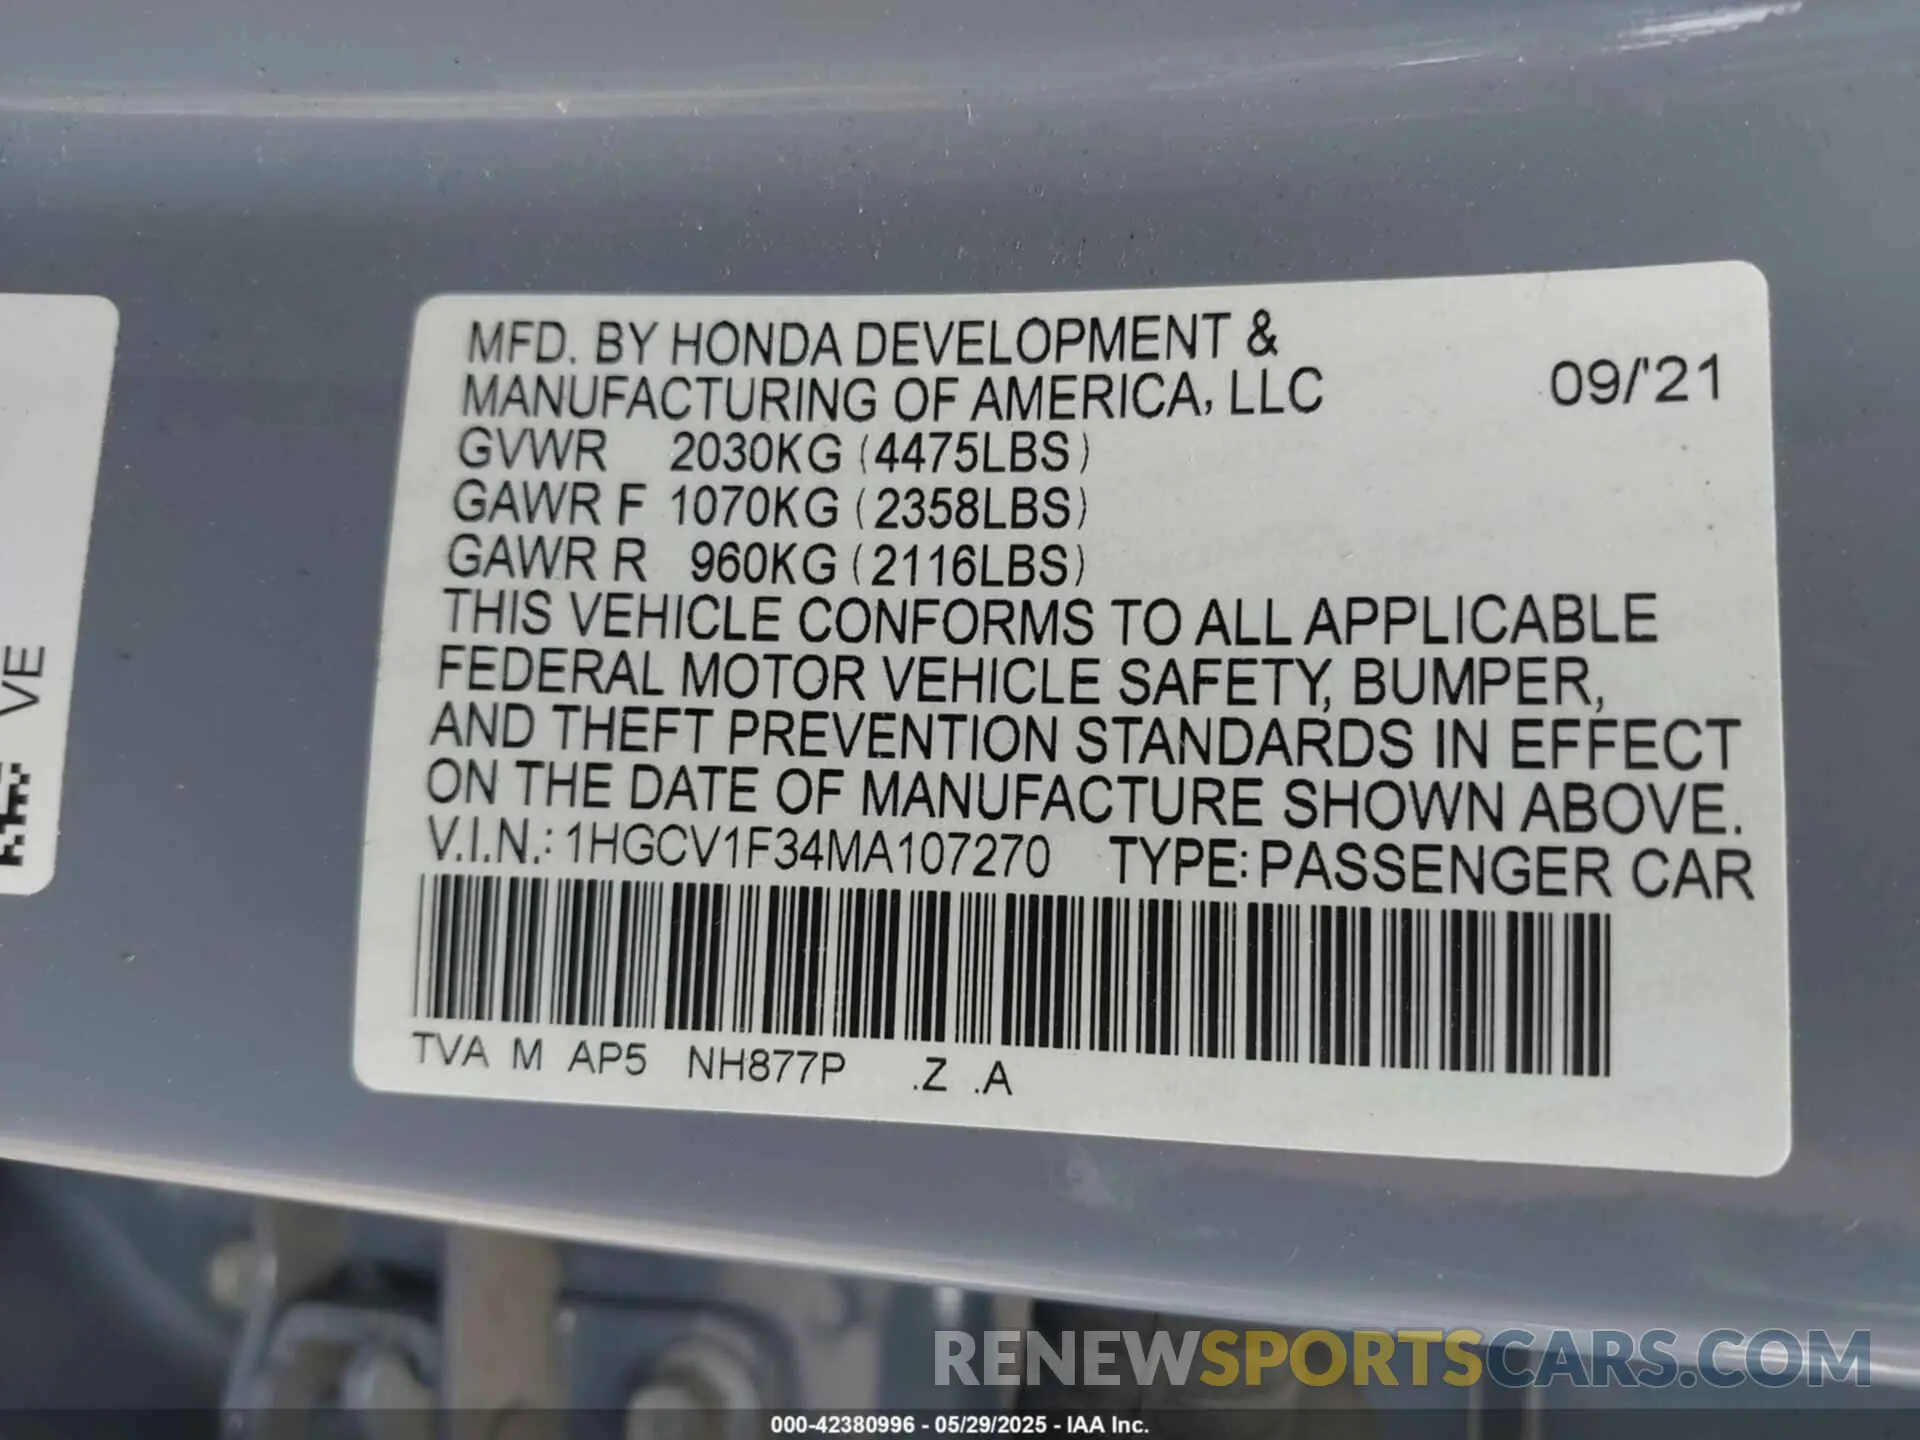 MFD. BY HONDA DEVELOPMENT &
MANUFACTURING OF AMERICA, LLC 09/'21
GVWR 2030KG (4475LBS)
GAWR F 1070KG (2358LBS)
GAWR R 960KG (2116LBS)
THIS VEHICLE CONFORMS TO ALL APPLICABLE
FEDERAL MOTOR VEHICLE SAFETY, BUMPER,
AND THEFT PREVENTION STANDARDS IN EFFECT
ON THE DATE OF MANUFACTURE SHOWN ABOVE.
V.I.N.: 1HGCV1F34MA107270 TYPE: PASSENGER CAR
TVA M AP5 NH877P .Z .A
VE
RENEWSPORTSCARS.COM
000-42380996 - 05/29/2025 - IAA Inc.